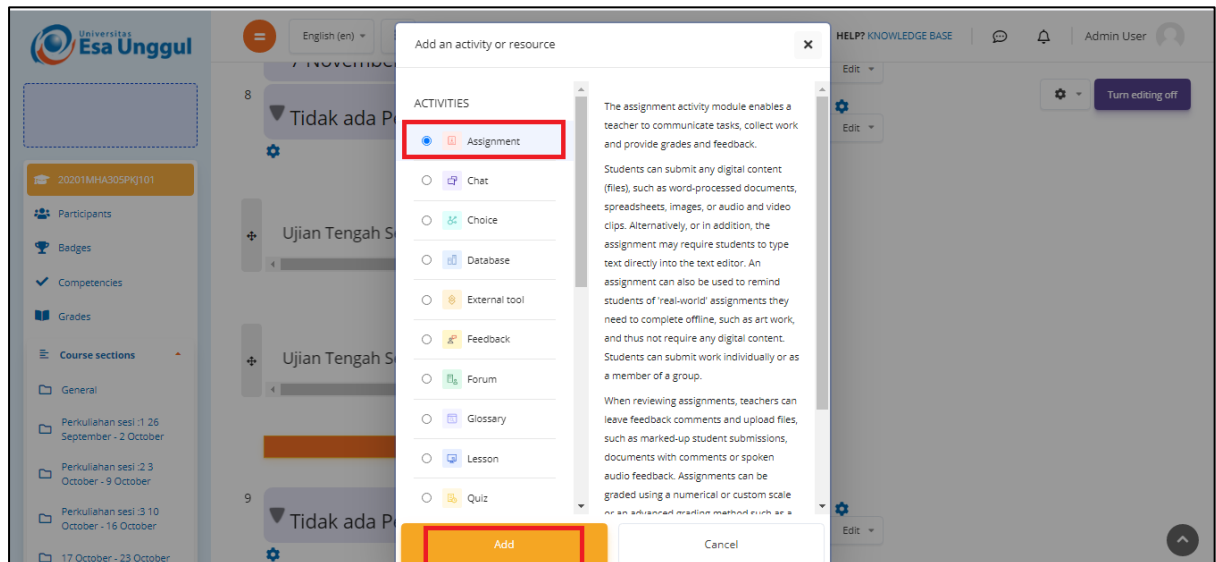 Universitas
Esa Unggul
English (en)
HELP? KNOWLEDGE BASE
Admin User
Turn editing off
20201MHA305PKJ101
Participants
Badges
Competencies
Grades
Course sections
General
Perkuliahan sesi :1 26
September - 2 October
Perkuliahan sesi :2 3
October - 9 October
Perkuliahan sesi :3 10
October - 16 October
17 October - 23 October
Edit
8
Tidak ada
Edit
Ujian Tengah
Ujian Tengah
9
Tidak ada
Edit
Add an activity or resource
ACTIVITIES
Assignment
Chat
Choice
Database
External tool
Feedback
Forum
Glossary
Lesson
Quiz
The assignment activity module enables a
teacher to communicate tasks, collect work
and provide grades and feedback.
Students can submit any digital content
(files), such as word-processed documents,
spreadsheets, images, or audio and video
clips. Alternatively, or in addition, the
assignment may require students to type
text directly into the text editor. An
assignment can also be used to remind
students of 'real-world' assignments they
need to complete offline, such as art work,
and thus not require any digital content.
Students can submit work individually or as
a member of a group.
When reviewing assignments, teachers can
leave feedback comments and upload files,
such as marked-up student submissions,
documents with comments or spoken
audio feedback. Assignments can be
graded using a numerical or custom scale
or an advanced grading method such as a
Add
Cancel